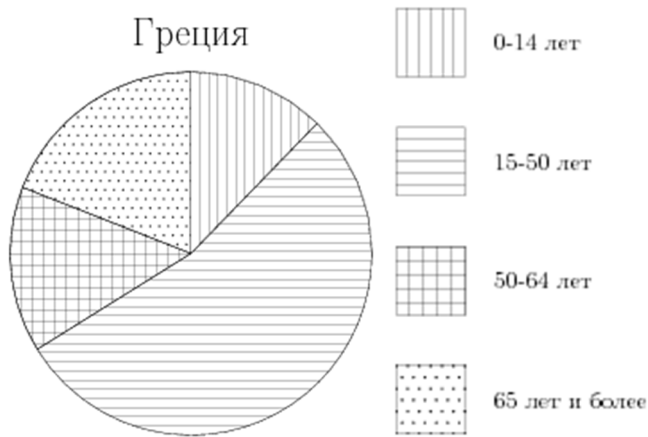 Греция
0-14 лет
15-50 лет
50-64 лет
65 лет и более